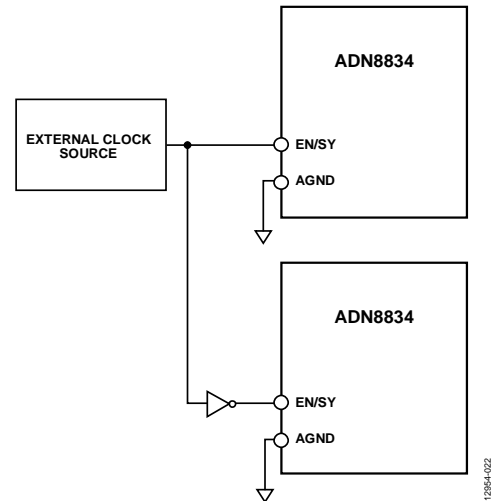 ADN8834
EXTERNAL CLOCK
SOURCE
EN/SY
AGND
ADN8834
EN/SY
AGND
12954-022